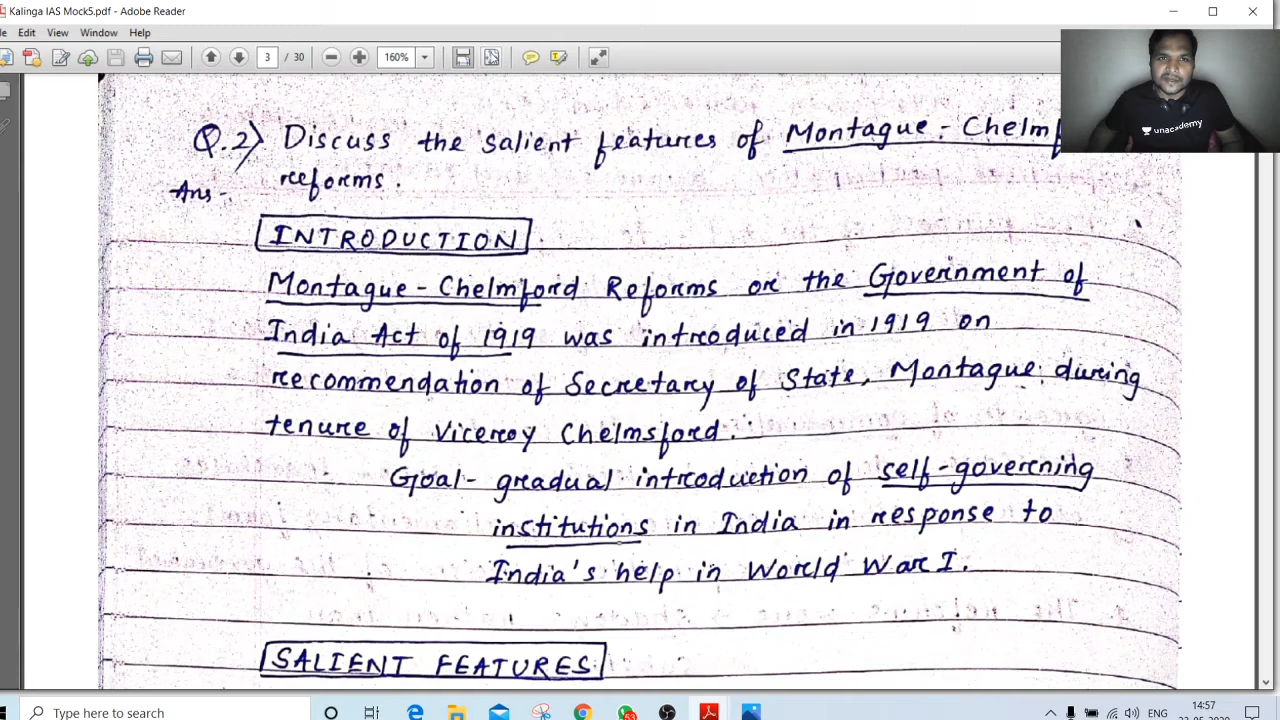 Kalinga IAS Mock5.pdf - Adobe Reader
Edit View Window Help
3 / 30 160%
unacademy
Q.2) Discuss the salient features of Montague - Chelmf
reforms.
Ans -
INTRODUCTION
Montague - Chelmford Reforms or the Government of
India Act of 1919 was introduced in 1919 on
recommendation of Secretary of State, Montague during
tenure of Viceroy Chelmsford.
Goal - gradual introduction of self-governing
institutions in India in response to
India's help in World War I.
SALIENT FEATURES
Type here to search
53
ENG
14:57